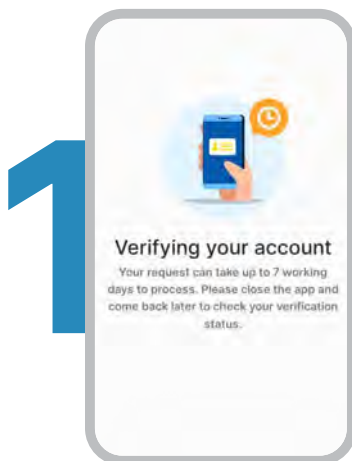 1
Verifying your account
Your request can take up to 7 working
days to process. Please close the app and
come back later to check your verification
status.